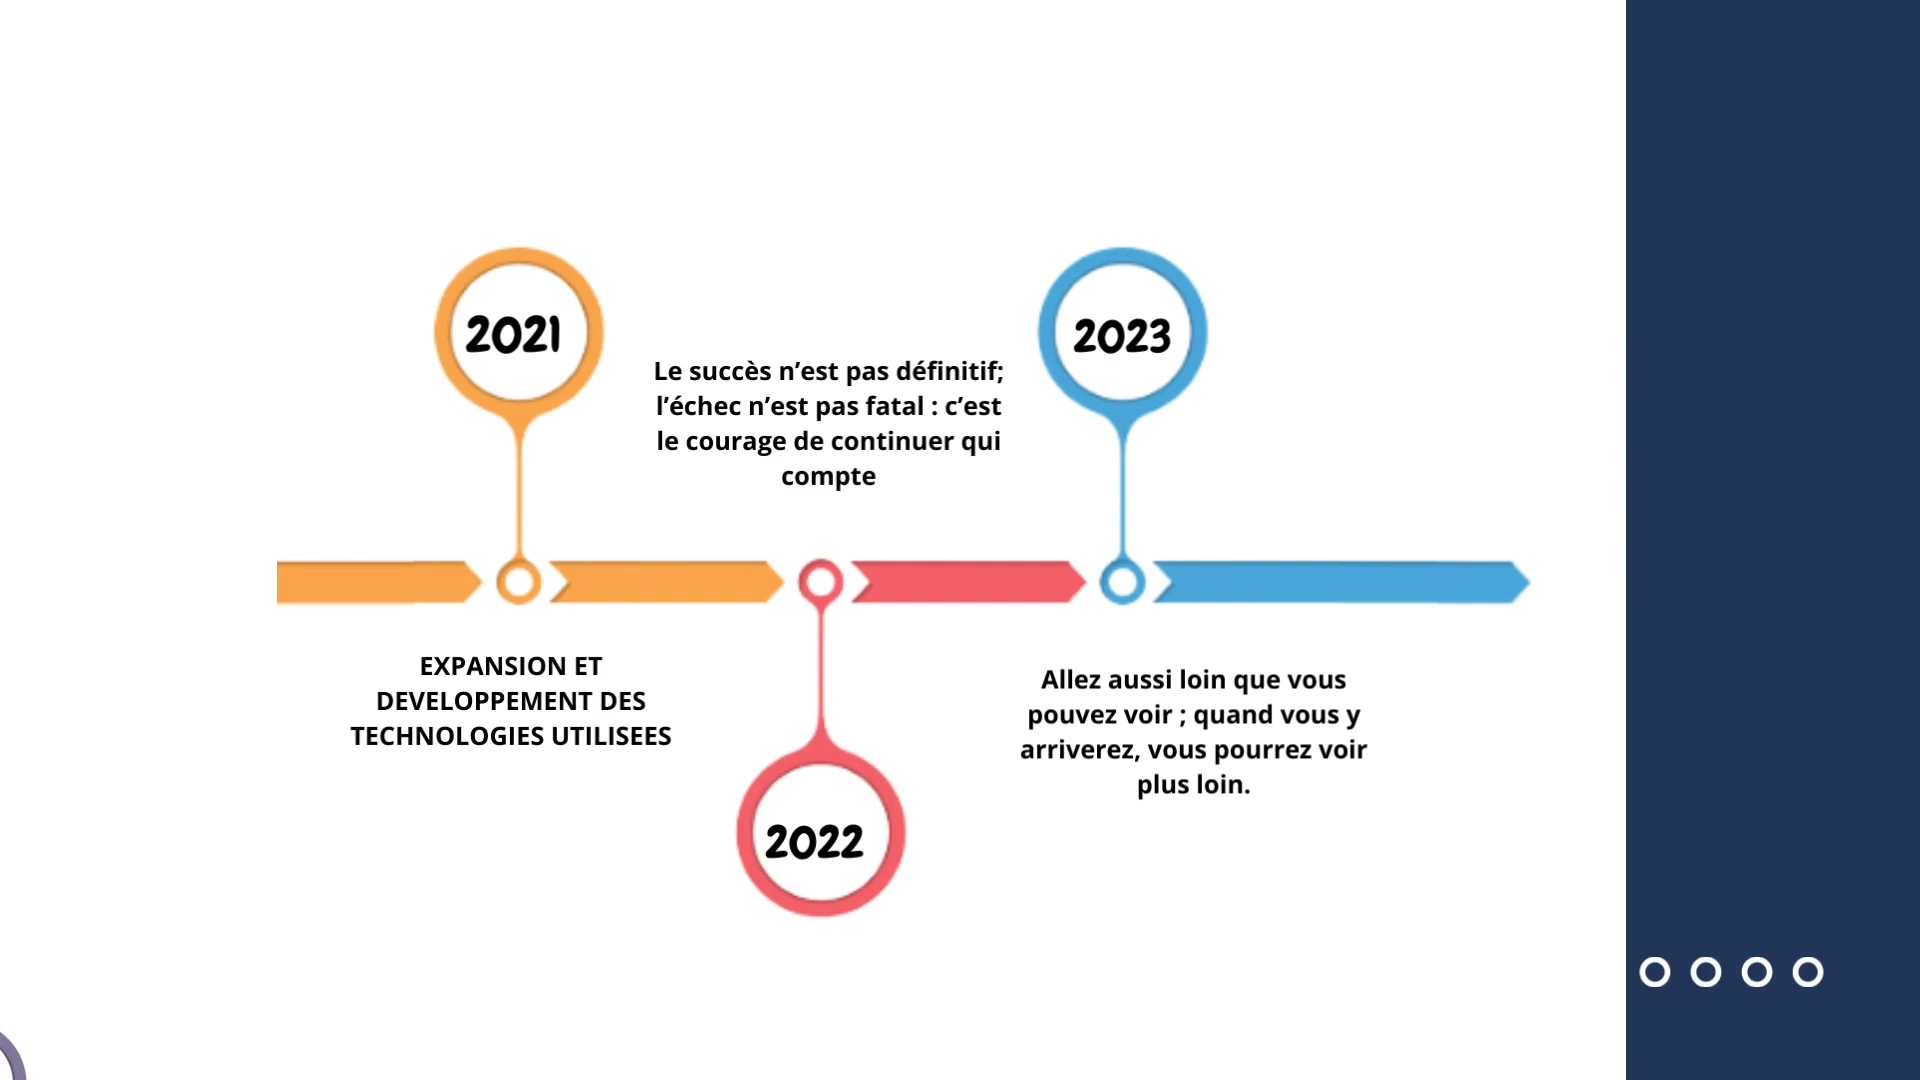 2021
EXPANSION ET
DEVELOPPEMENT DES
TECHNOLOGIES UTILISEES
Le succès n’est pas définitif;
l’échec n’est pas fatal : c’est
le courage de continuer qui
compte
2022
2023
Allez aussi loin que vous
pouvez voir ; quand vous y
arriverez, vous pourrez voir
plus loin.